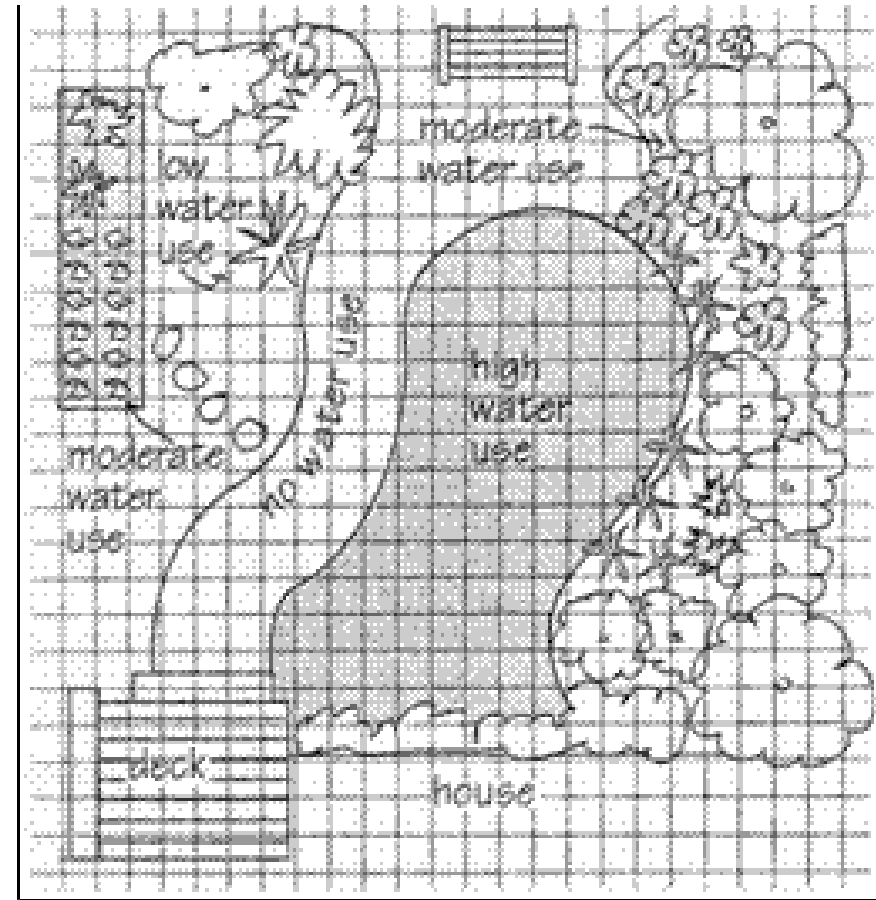 moderate
water use
low
water
use
no water use
high
water
use
moderate
water
use
deck
house